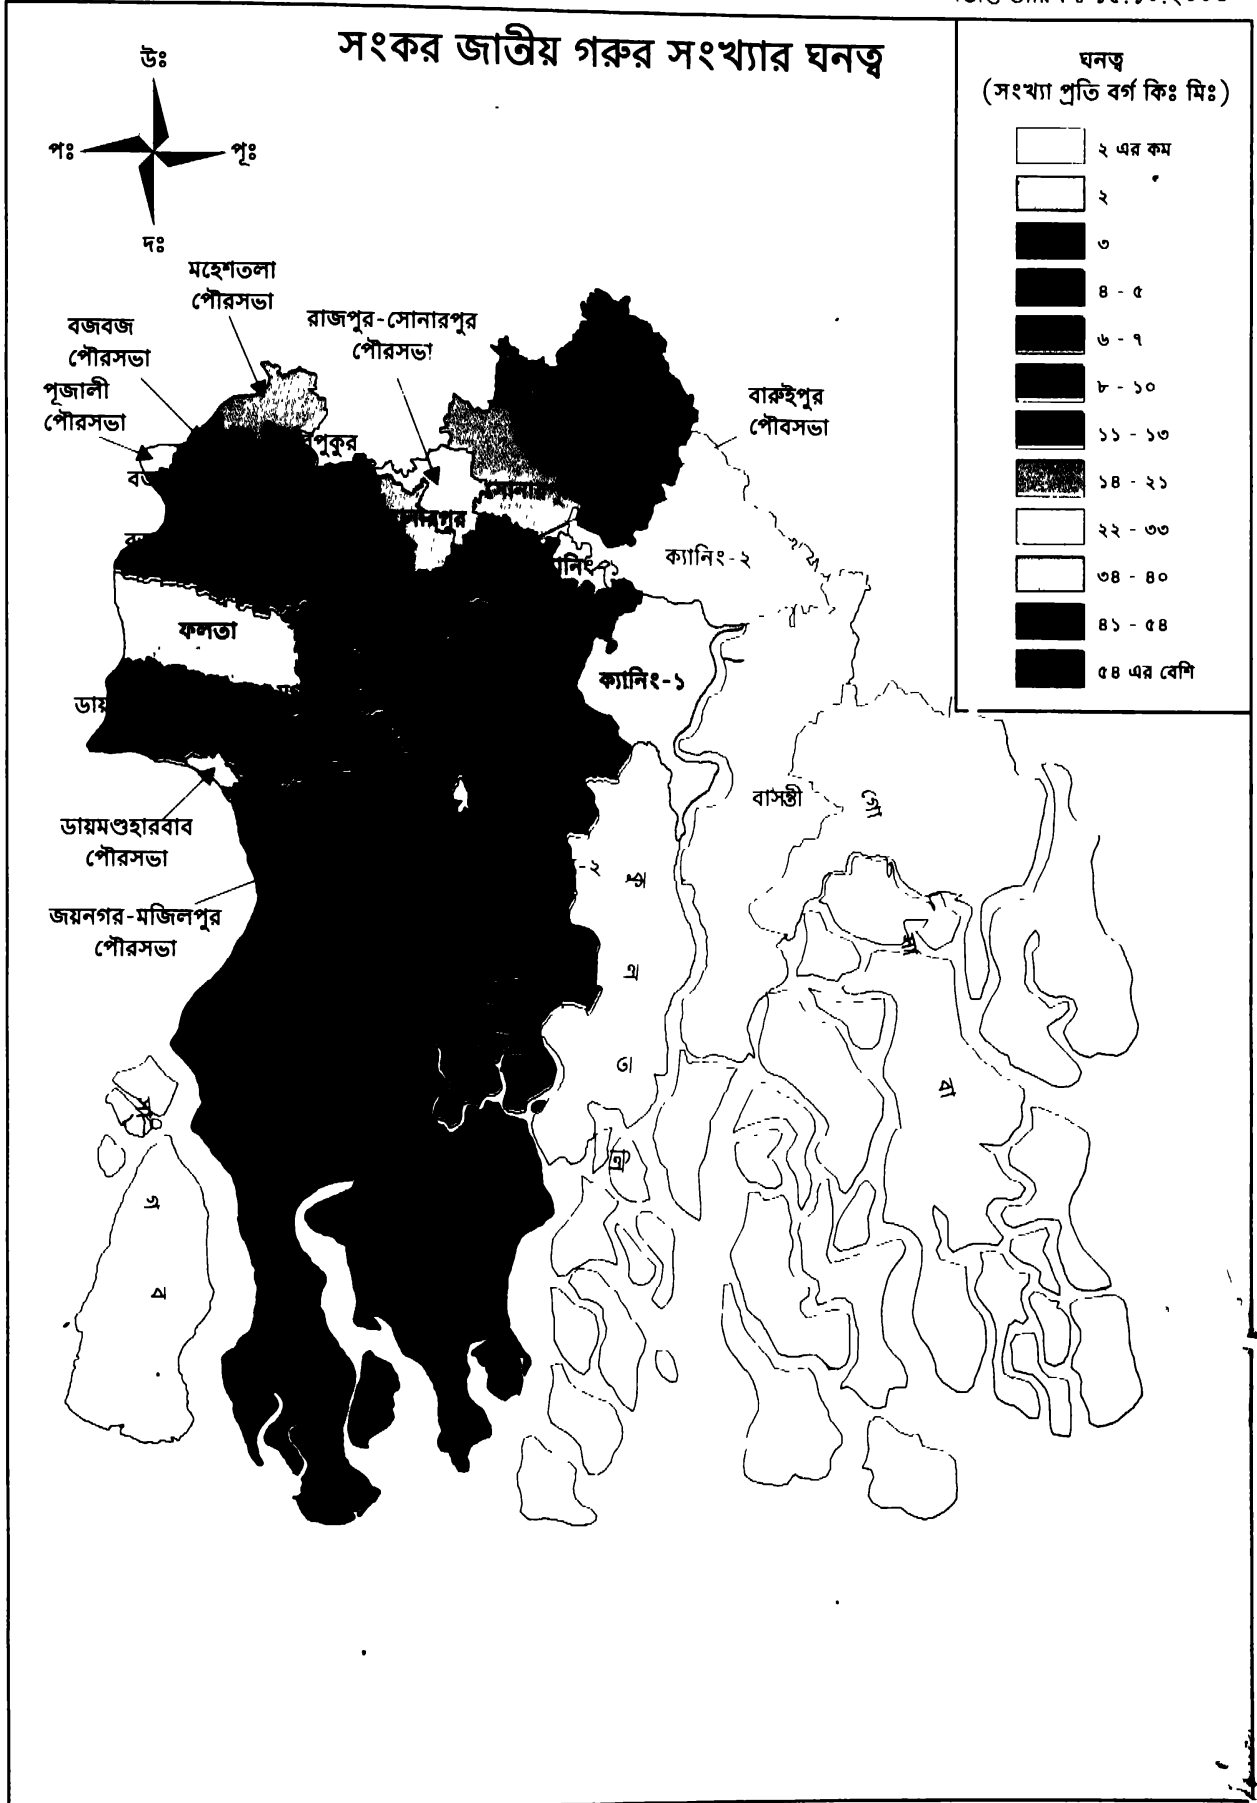 সংকর জাতীয় গরুর সংখ্যার ঘনত্ব
উঃ
পঃ
পূঃ
দঃ
ঘনত্ব
(সংখ্যা প্রতি বর্গ কিঃ মিঃ)
২ এর কম
২
৩
৪ - ৫
৬ - ৭
৮ - ১০
১১ - ১৩
১৪ - ২১
২২ - ৩৩
৩৪ - ৪০
৪১ - ৫৪
৫৪ এর বেশি
মহেশতলা
পৌরসভা
বজবজ
পৌরসভা
পূজালী
পৌরসভা
রাজপুর-সোনারপুর
পৌরসভা
বারুইপুর
পৌবসভা
ক্যানিং-২
ফলতা
ক্যানিং-১
বাসন্তী
ডায়মণ্ডহারবাব
পৌরসভা
-২
জয়নগর-মজিলপুর
পৌরসভা